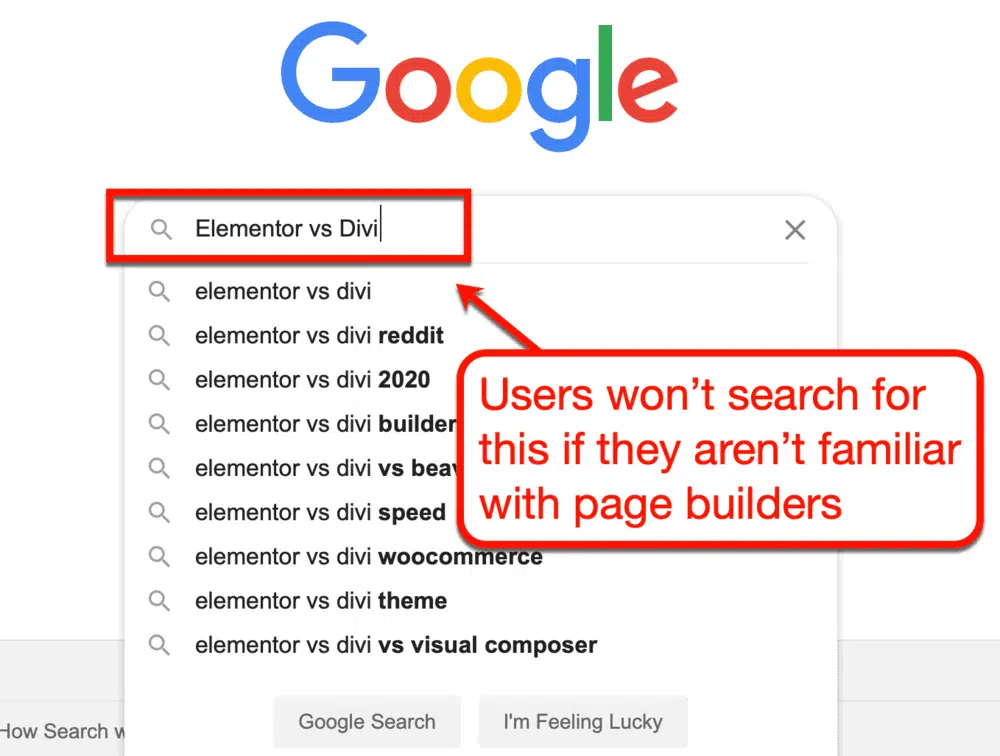 Google
Elementor vs Divi
elementor vs divi
elementor vs divi reddit
elementor vs divi 2020
elementor vs divi builder
elementor vs divi vs
elementor vs divi speed
elementor vs divi woocommerce
elementor vs divi theme
elementor vs divi vs visual composer
Users won’t search for
this if they aren’t familiar
with page builders
Google Search
I'm Feeling Lucky
How Search